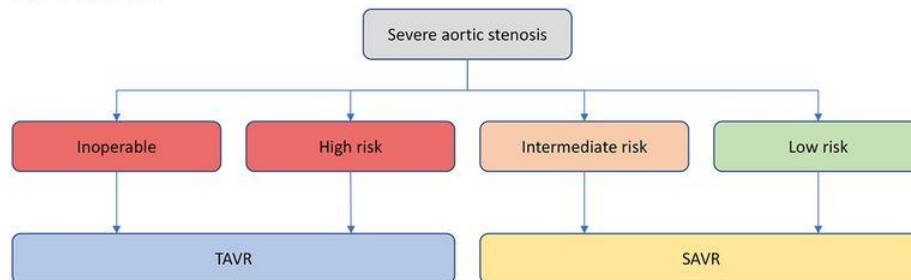 Severe aortic stenosis
Inoperable
High risk
Intermediate risk
Low risk
TAVR
SAVR